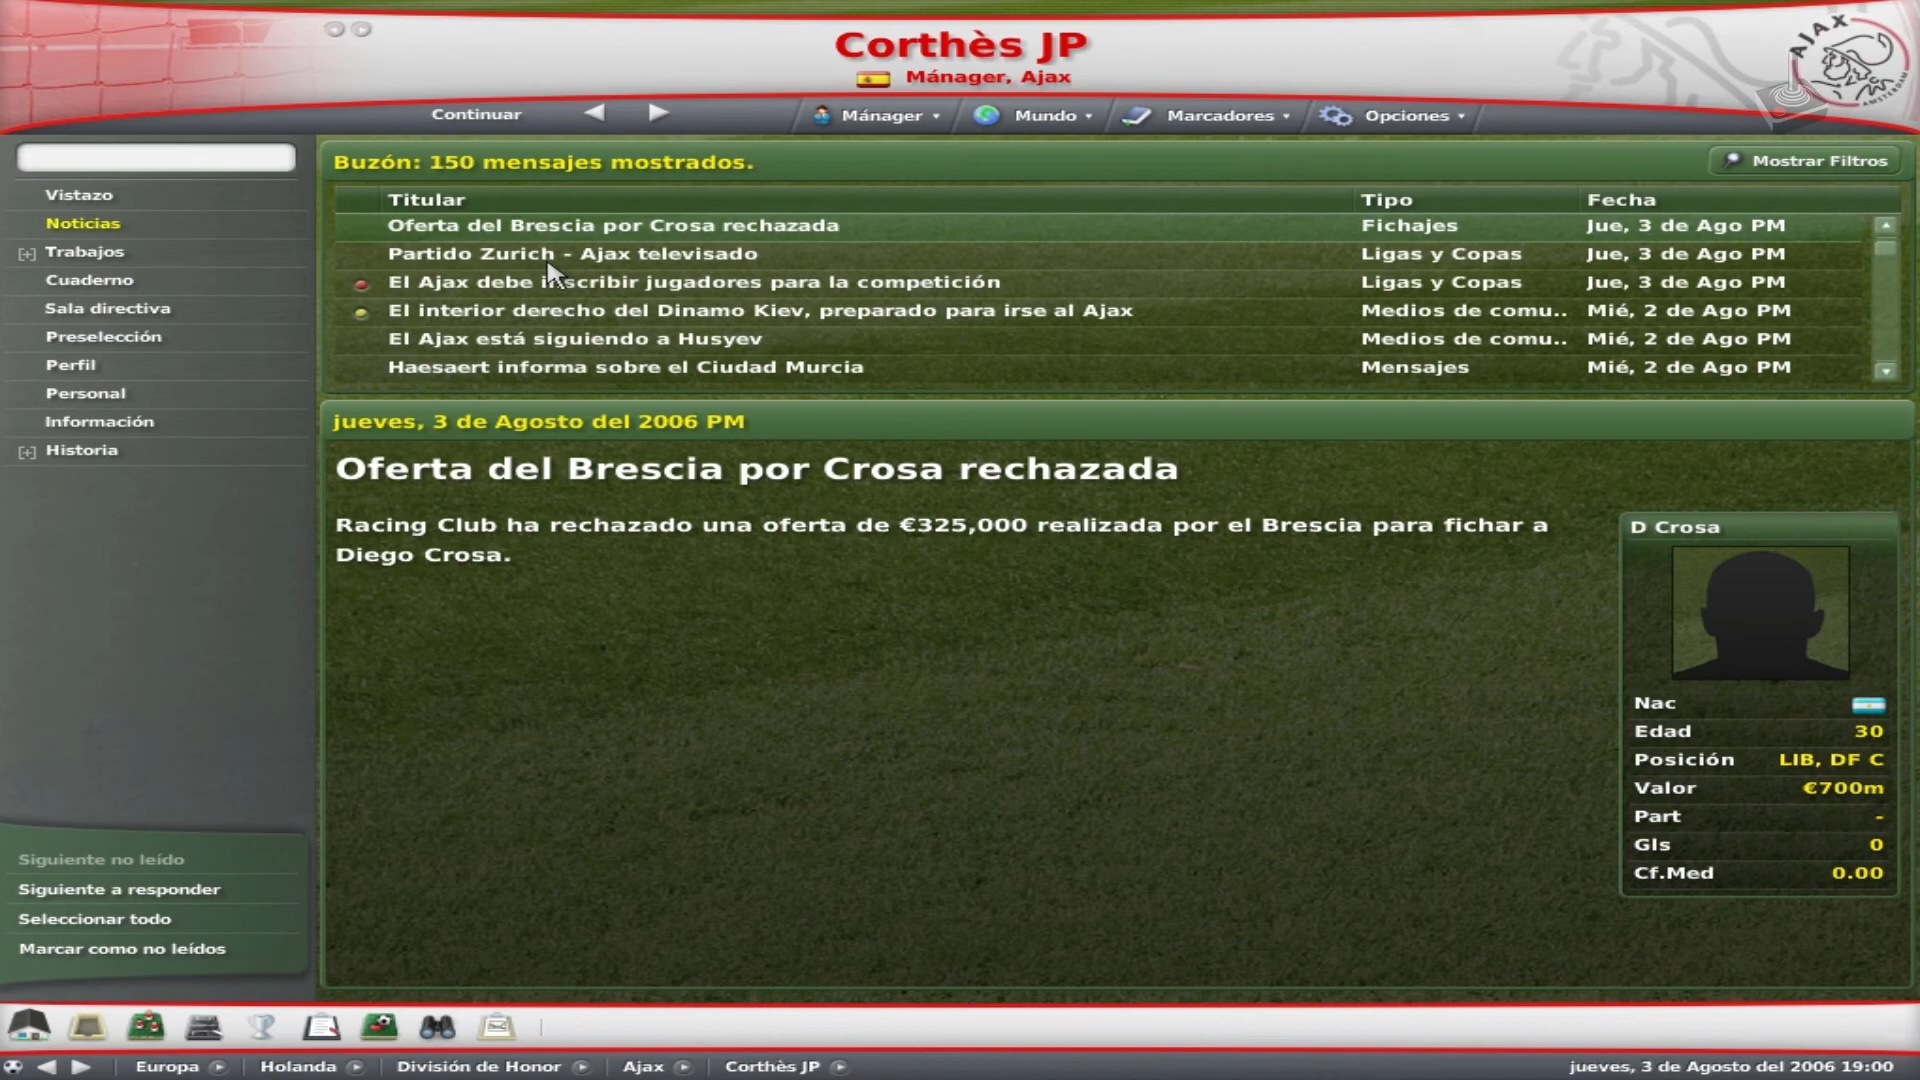 Corthès JP
Mánager, Ajax
AJAX
AMSTERDAM
Continuar
Mánager
Mundo
Marcadores
Opciones
Vistazo
Noticias
[+] Trabajos
Cuaderno
Sala directiva
Preselección
Perfil
Personal
Información
[+] Historia
Buzón: 150 mensajes mostrados.
Mostrar Filtros
Titular Tipo Fecha
Oferta del Brescia por Crosa rechazada Fichajes Jue, 3 de Ago PM
Partido Zurich - Ajax televisado Ligas y Copas Jue, 3 de Ago PM
El Ajax debe inscribir jugadores para la competición Ligas y Copas Jue, 3 de Ago PM
El interior derecho del Dinamo Kiev, preparado para irse al Ajax Medios de comu.. Mié, 2 de Ago PM
El Ajax está siguiendo a Husyev Medios de comu.. Mié, 2 de Ago PM
Haesaert informa sobre el Ciudad Murcia Mensajes Mié, 2 de Ago PM
jueves, 3 de Agosto del 2006 PM
Oferta del Brescia por Crosa rechazada
Racing Club ha rechazado una oferta de €325,000 realizada por el Brescia para fichar a
Diego Crosa.
D Crosa
Nac
Edad 30
Posición LIB, DF C
Valor €700m
Part -
Gls 0
Cf.Med 0.00
Siguiente no leído
Siguiente a responder
Seleccionar todo
Marcar como no leídos
Europa Holanda División de Honor Ajax Corthès JP jueves, 3 de Agosto del 2006 19:00